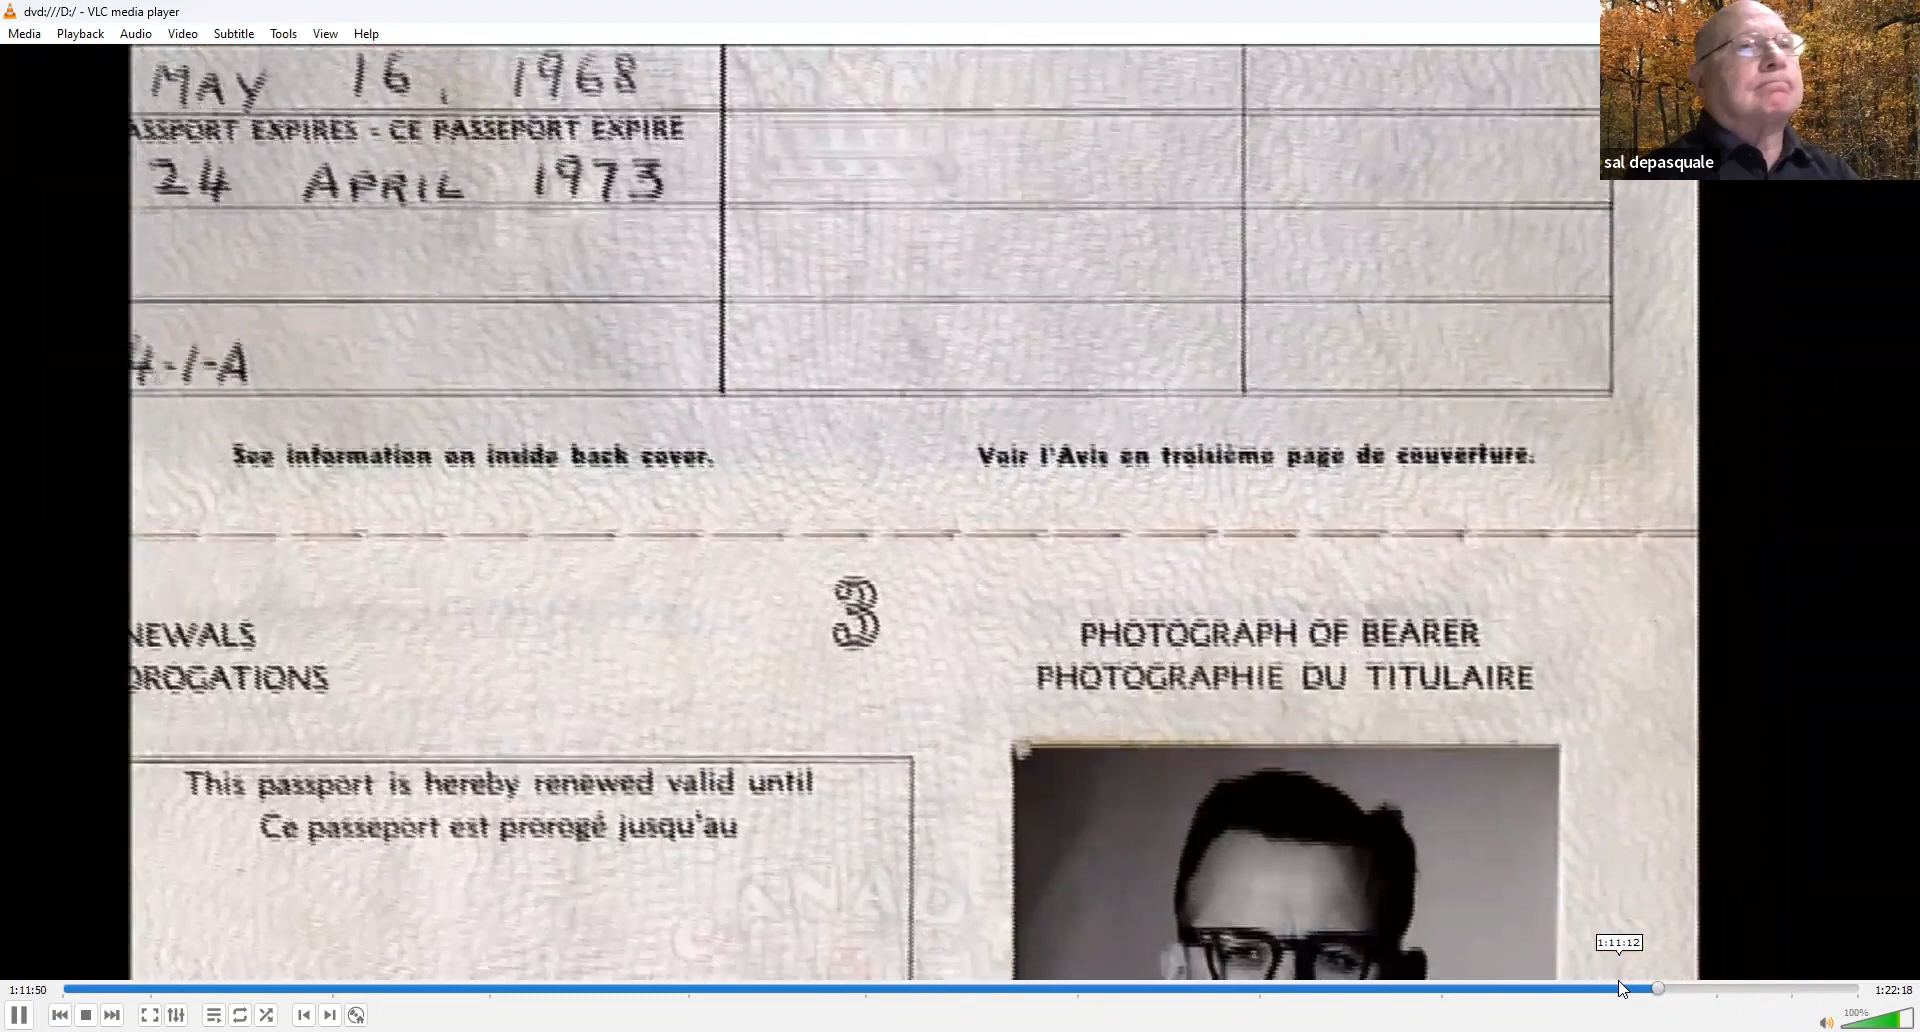 dvd:///D:/ - VLC media player
Media Playback Audio Video Subtitle Tools View Help
sal depasquale
MAY 16, 1968
ASSPORT EXPIRES - CE PASSEPORT EXPIRE
24 APRIL 1973
4-1-A
See information on inside back cover.
Voir l'Avis en troisième page de couverture.
3
NEWALS
OROGATIONS
PHOTOGRAPH OF BEARER
PHOTOGRAPHIE DU TITULAIRE
This passport is hereby renewed valid until
Ce passeport est prorogé jusqu'au
ANAD
1:11:12
1:11:50
1:22:18
100%